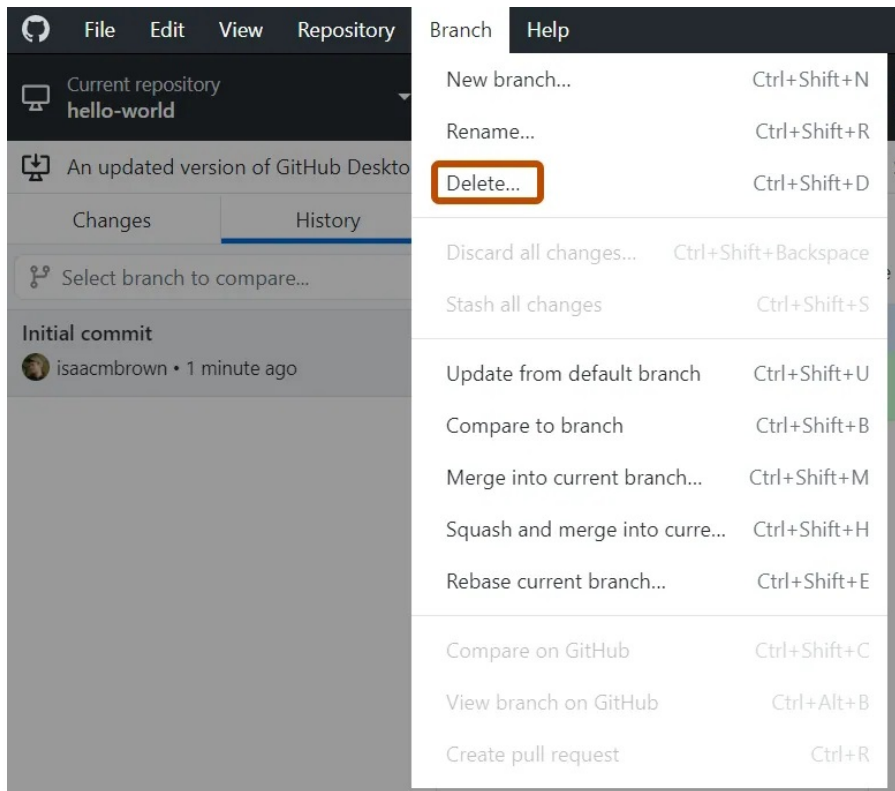 File Edit View Repository Branch Help
Current repository
hello-world
An updated version of GitHub Deskto
Changes History
Select branch to compare...
Initial commit
isaacmbrown • 1 minute ago
New branch... Ctrl+Shift+N
Rename... Ctrl+Shift+R
Delete... Ctrl+Shift+D
Discard all changes... Ctrl+Shift+Backspace
Stash all changes Ctrl+Shift+S
Update from default branch Ctrl+Shift+U
Compare to branch Ctrl+Shift+B
Merge into current branch... Ctrl+Shift+M
Squash and merge into curre... Ctrl+Shift+H
Rebase current branch... Ctrl+Shift+E
Compare on GitHub Ctrl+Shift+C
View branch on GitHub Ctrl+Alt+B
Create pull request Ctrl+R